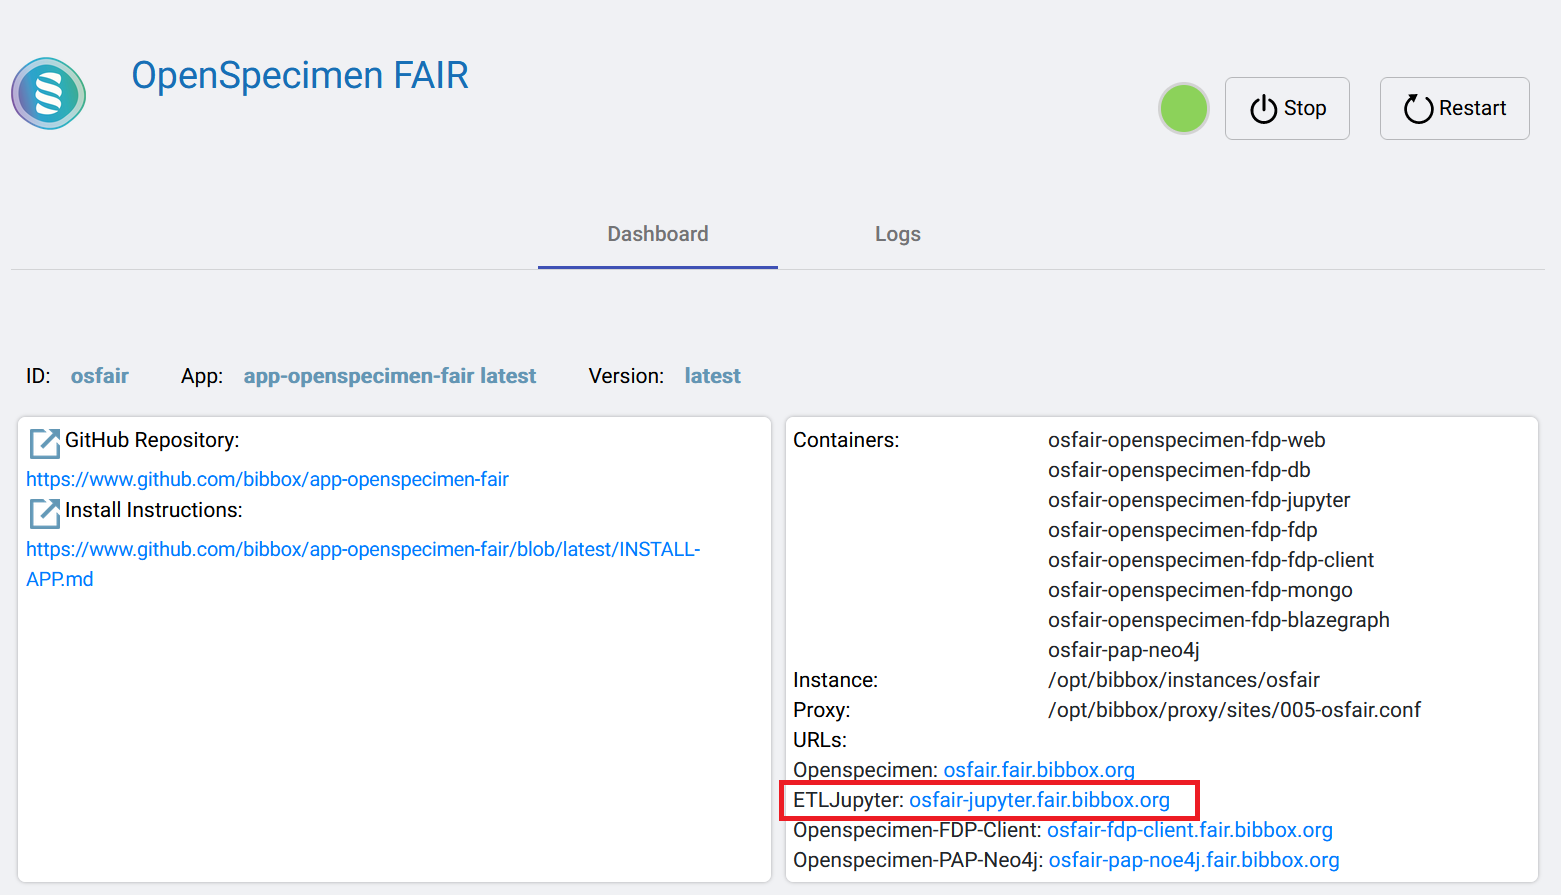 OpenSpecimen FAIR
Stop
Restart
Dashboard
Logs
ID: osfair App: app-openspecimen-fair latest Version: latest
GitHub Repository:
https://www.github.com/bibbox/app-openspecimen-fair
Install Instructions:
https://www.github.com/bibbox/app-openspecimen-fair/blob/latest/INSTALL-
APP.md
Containers: osfair-openspecimen-fdp-web
osfair-openspecimen-fdp-db
osfair-openspecimen-fdp-jupyter
osfair-openspecimen-fdp-fdp
osfair-openspecimen-fdp-fdp-client
osfair-openspecimen-fdp-mongo
osfair-openspecimen-fdp-blazegraph
osfair-pap-neo4j
Instance: /opt/bibbox/instances/osfair
Proxy: /opt/bibbox/proxy/sites/005-osfair.conf
URLs:
Openspecimen: osfair.fair.bibbox.org
ETLJupyter: osfair-jupyter.fair.bibbox.org
Openspecimen-FDP-Client: osfair-fdp-client.fair.bibbox.org
Openspecimen-PAP-Neo4j: osfair-pap-noe4j.fair.bibbox.org